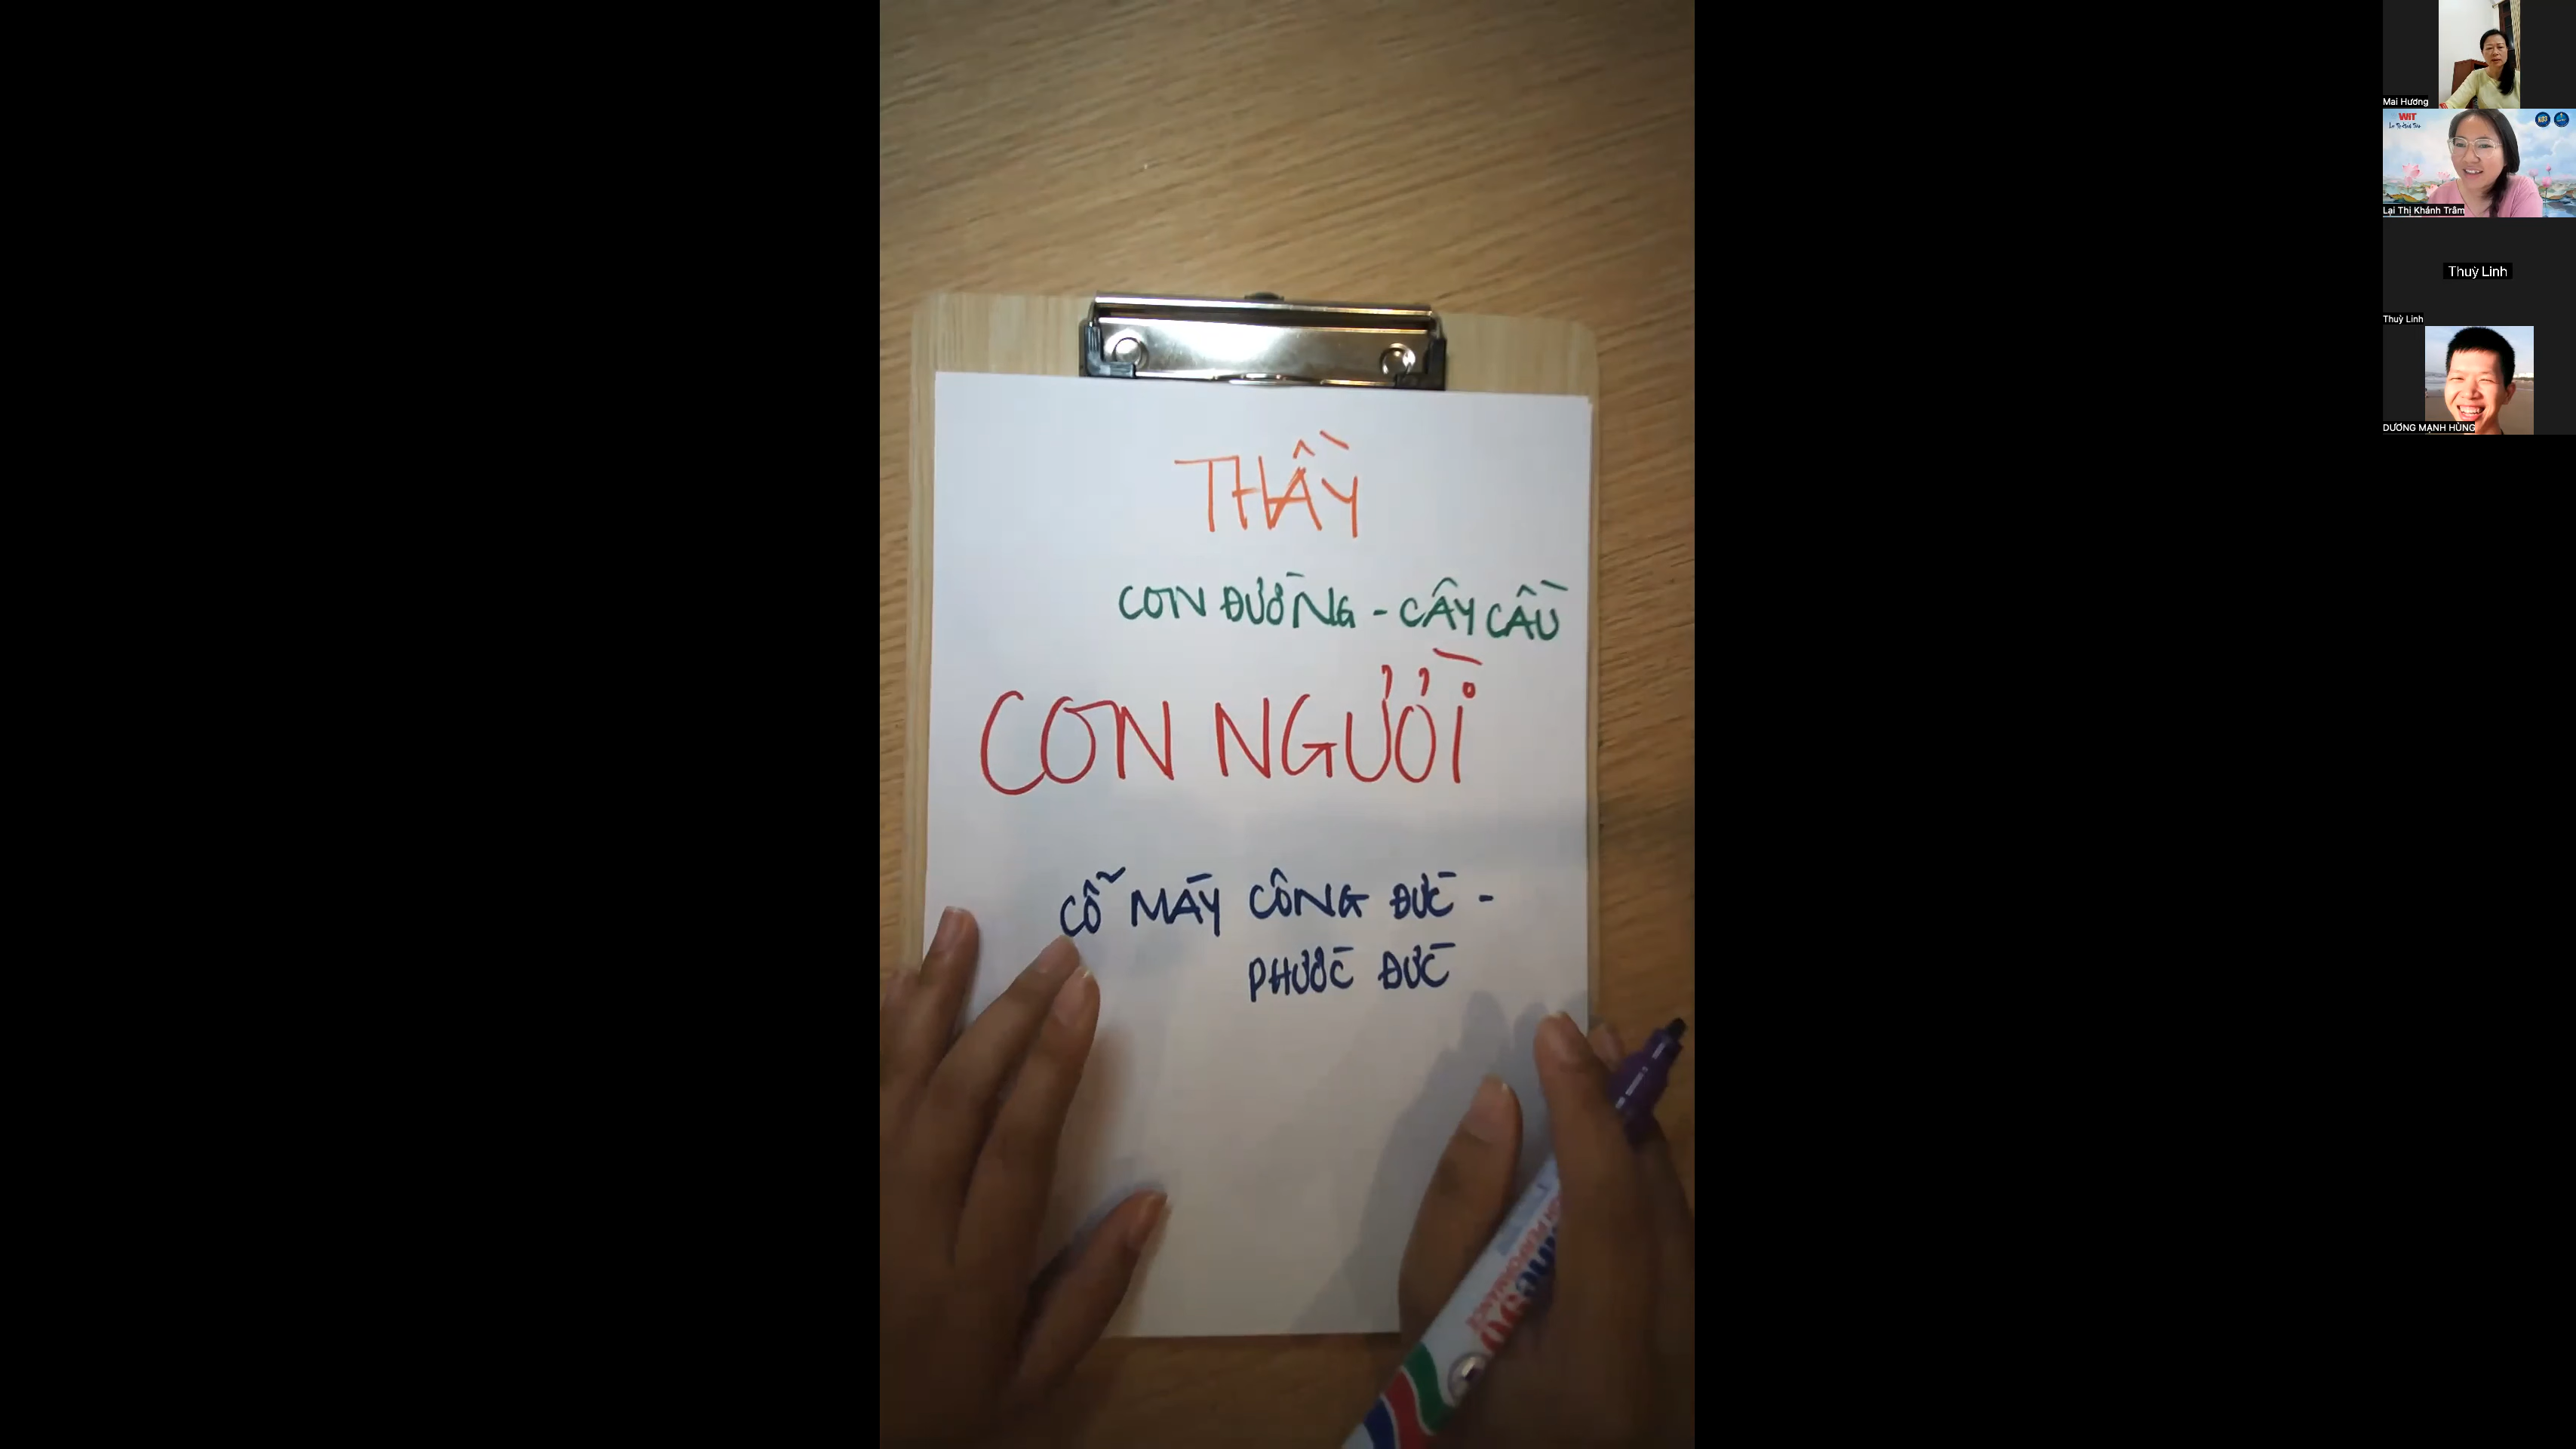 THẦY
CON ĐƯỜNG - CÂY CẦU
CON NGƯỜI
CỖ MÁY CÔNG ĐỨC -
PHƯỚC ĐỨC
Mai Hương
WiT
Lại Thị Khánh Trâm
Thuỳ Linh
Thuỳ Linh
DƯƠNG MẠNH HÙNG